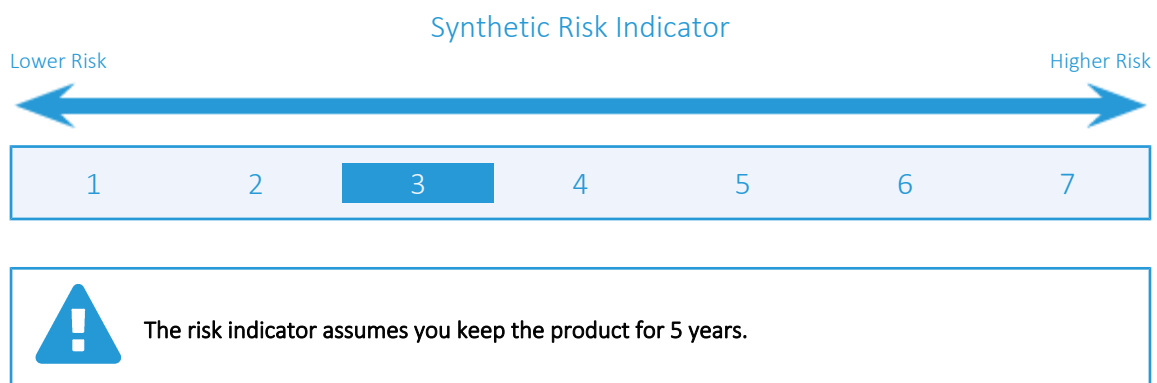 Synthetic Risk Indicator
Lower Risk Higher Risk
1 2 3 4 5 6 7
The risk indicator assumes you keep the product for 5 years.